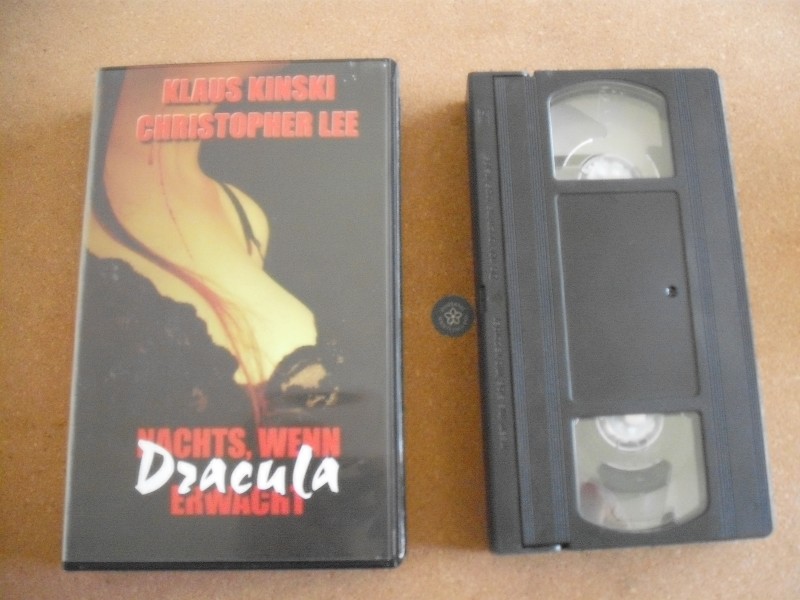 KLAUS KINSKI
CHRISTOPHER LEE
NACHTS, WENN
Dracula
ERWACHT